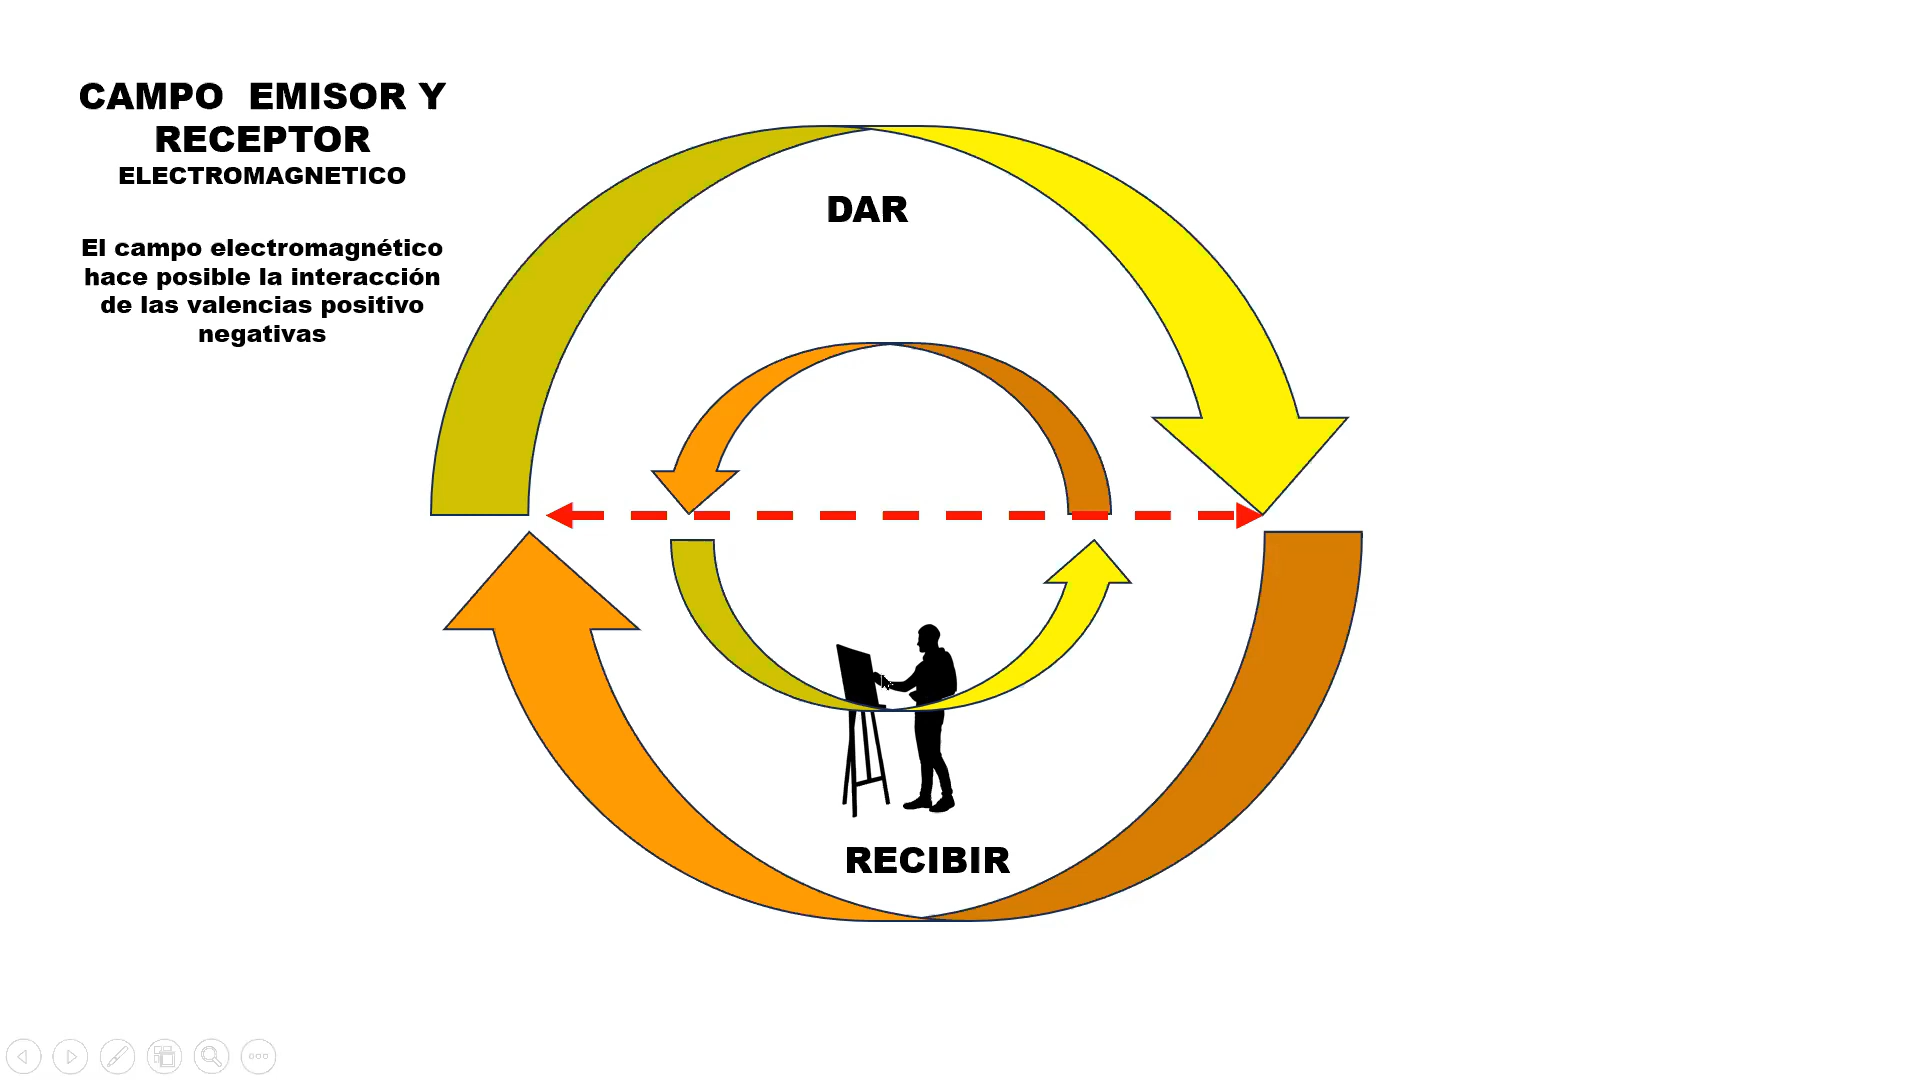 CAMPO EMISOR Y
RECEPTOR
ELECTROMAGNETICO
El campo electromagnético
hace posible la interacción
de las valencias positivo
negativas
DAR
RECIBIR